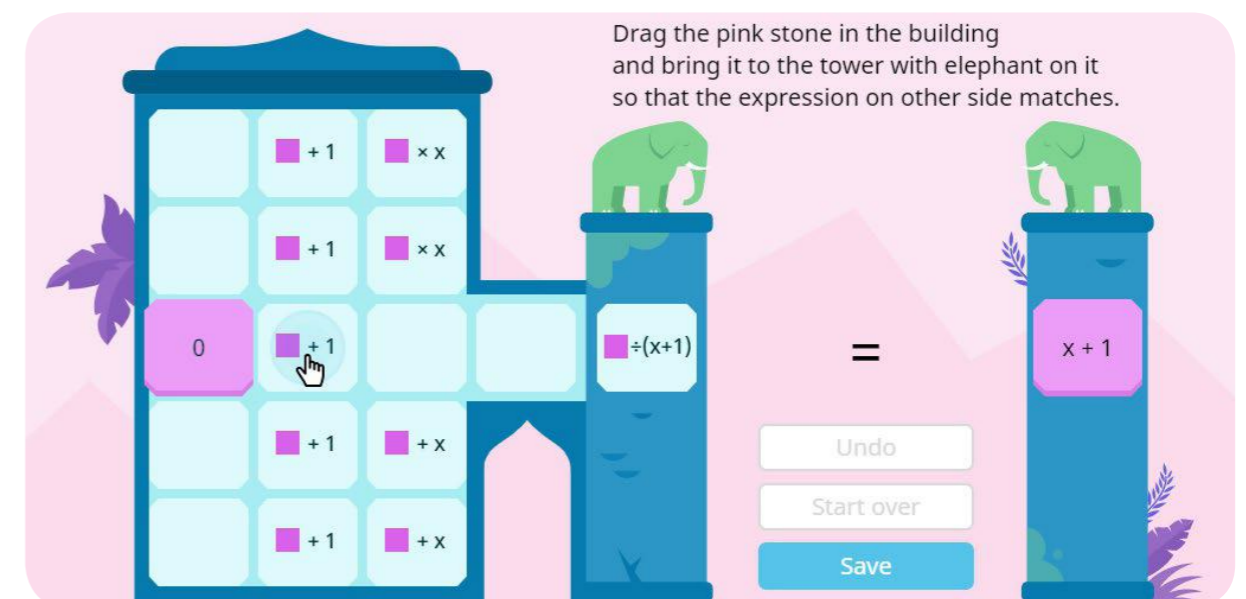 Drag the pink stone in the building
and bring it to the tower with elephant on it
so that the expression on other side matches.
■ + 1 ■ × x
■ + 1 ■ × x
0 ■ + 1 ■÷(x+1) = x + 1
■ + 1 ■ + x
■ + 1 ■ + x
Undo
Start over
Save